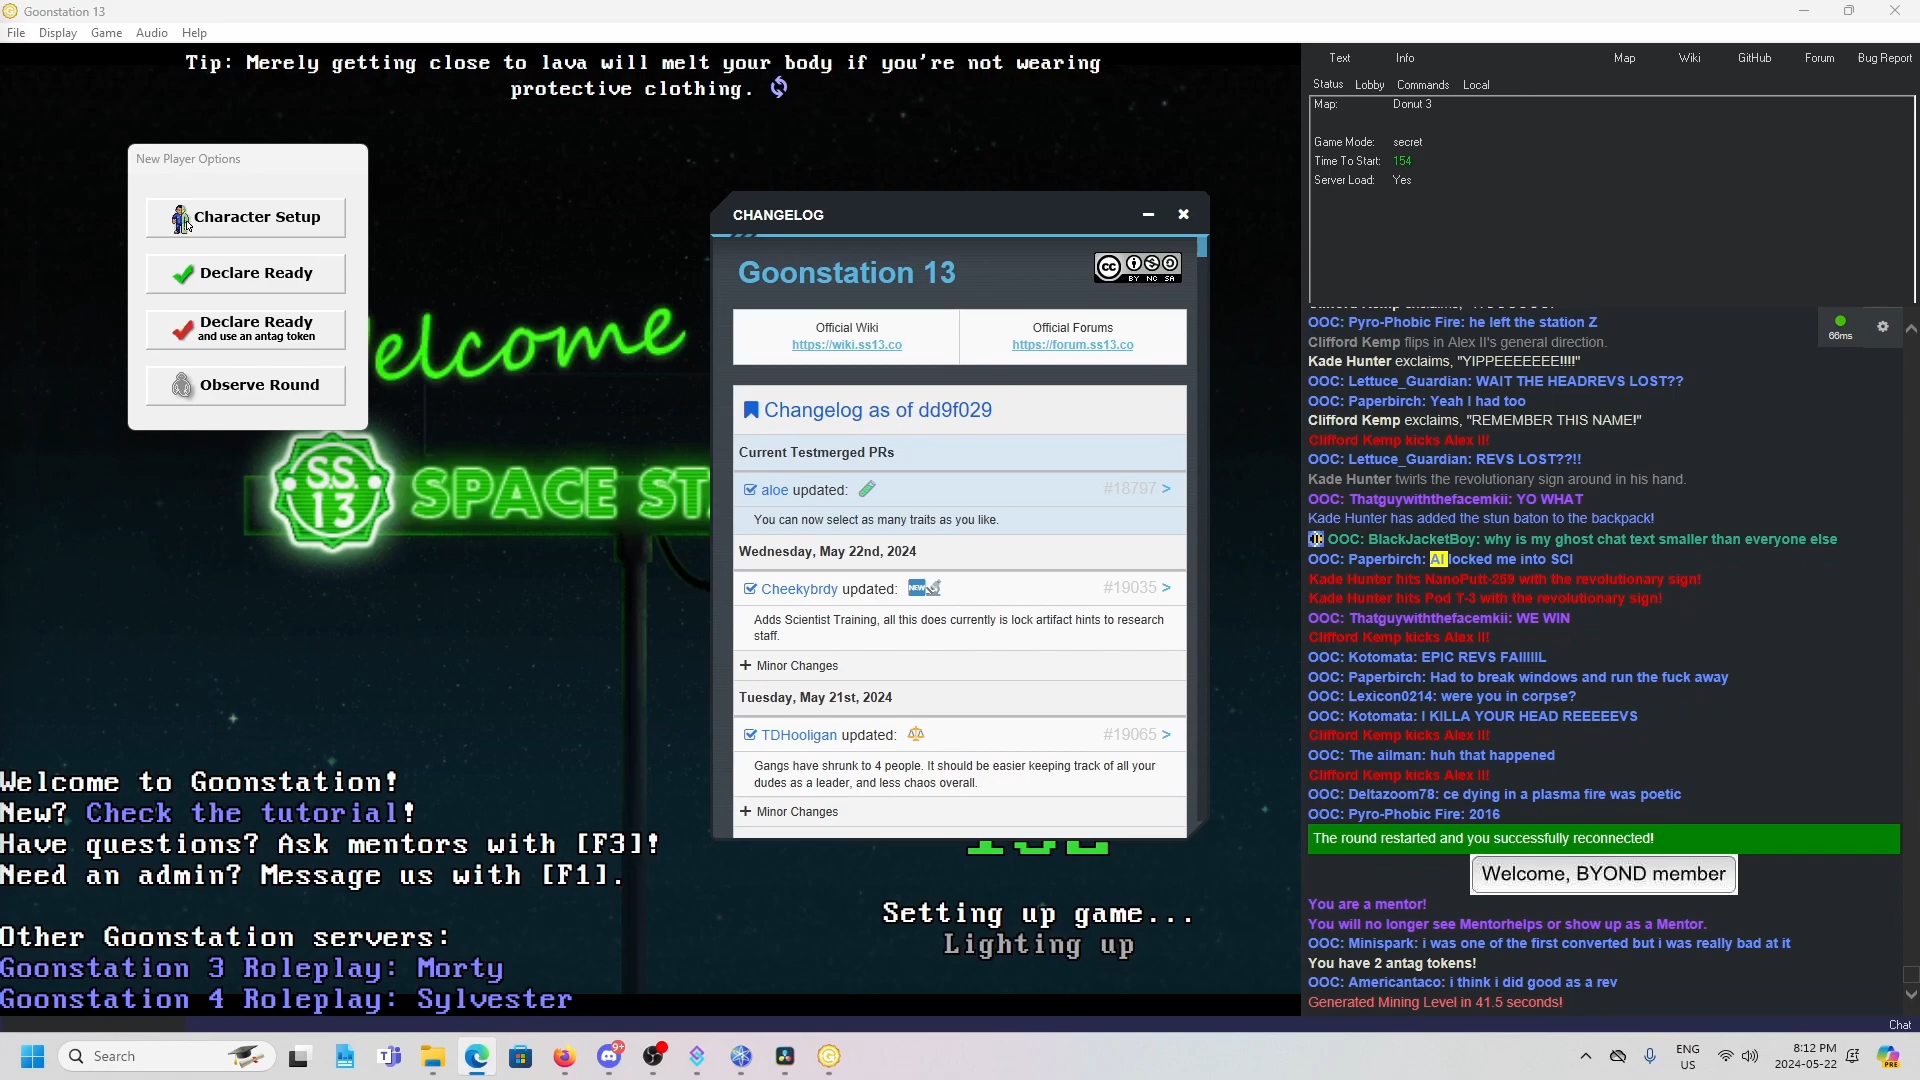 Goonstation 13
File Display Game Audio Help
Tip: Merely getting close to lava will melt your body if you're not wearing
protective clothing.
New Player Options
Character Setup
Declare Ready
Declare Ready
and use an antag token
Observe Round
Welcome
S.S.
13
SPACE ST
Welcome to Goonstation!
New? Check the tutorial!
Have questions? Ask mentors with [F3]!
Need an admin? Message us with [F1].
Other Goonstation servers:
Goonstation 3 Roleplay: Morty
Goonstation 4 Roleplay: Sylvester
CHANGELOG
Goonstation 13
CC BY NC SA
Official Wiki
https://wiki.ss13.co
Official Forums
https://forum.ss13.co
Changelog as of dd9f029
Current Testmerged PRs
aloe updated: #18797 >
You can now select as many traits as you like.
Wednesday, May 22nd, 2024
Cheekybrdy updated: NEW #19035 >
Adds Scientist Training, all this does currently is lock artifact hints to research
staff.
+ Minor Changes
Tuesday, May 21st, 2024
TDHooligan updated: #19065 >
Gangs have shrunk to 4 people. It should be easier keeping track of all your
dudes as a leader, and less chaos overall.
+ Minor Changes
Setting up game...
Lighting up
Text Info Map Wiki GitHub Forum Bug Report
Status Lobby Commands Local
Map: Donut 3
Game Mode: secret
Time To Start: 154
Server Load: Yes
66ms
OOC: Pyro-Phobic Fire: he left the station Z
Clifford Kemp flips in Alex II's general direction.
Kade Hunter exclaims, "YIPPEEEEEEE!!!!"
OOC: Lettuce_Guardian: WAIT THE HEADREVS LOST??
OOC: Paperbirch: Yeah I had too
Clifford Kemp exclaims, "REMEMBER THIS NAME!"
Clifford Kemp kicks Alex II!
OOC: Lettuce_Guardian: REVS LOST??!!
Kade Hunter twirls the revolutionary sign around in his hand.
OOC: Thatguywiththefacemkii: YO WHAT
Kade Hunter has added the stun baton to the backpack!
OOC: BlackJacketBoy: why is my ghost chat text smaller than everyone else
OOC: Paperbirch: AI locked me into SCI
Kade Hunter hits NanoPutt-259 with the revolutionary sign!
Kade Hunter hits Pod T-3 with the revolutionary sign!
OOC: Thatguywiththefacemkii: WE WIN
Clifford Kemp kicks Alex II!
OOC: Kotomata: EPIC REVS FAIIIIIL
OOC: Paperbirch: Had to break windows and run the fuck away
OOC: Lexicon0214: were you in corpse?
OOC: Kotomata: I KILLA YOUR HEAD REEEEEVS
Clifford Kemp kicks Alex II!
OOC: The ailman: huh that happened
Clifford Kemp kicks Alex II!
OOC: Deltazoom78: ce dying in a plasma fire was poetic
OOC: Pyro-Phobic Fire: 2016
The round restarted and you successfully reconnected!
Welcome, BYOND member
You are a mentor!
You will no longer see Mentorhelps or show up as a Mentor.
OOC: Minispark: i was one of the first converted but i was really bad at it
You have 2 antag tokens!
OOC: Americantaco: i think i did good as a rev
Generated Mining Level in 41.5 seconds!
Chat
Search
9+
ENG
US
8:12 PM
2024-05-22
PRE